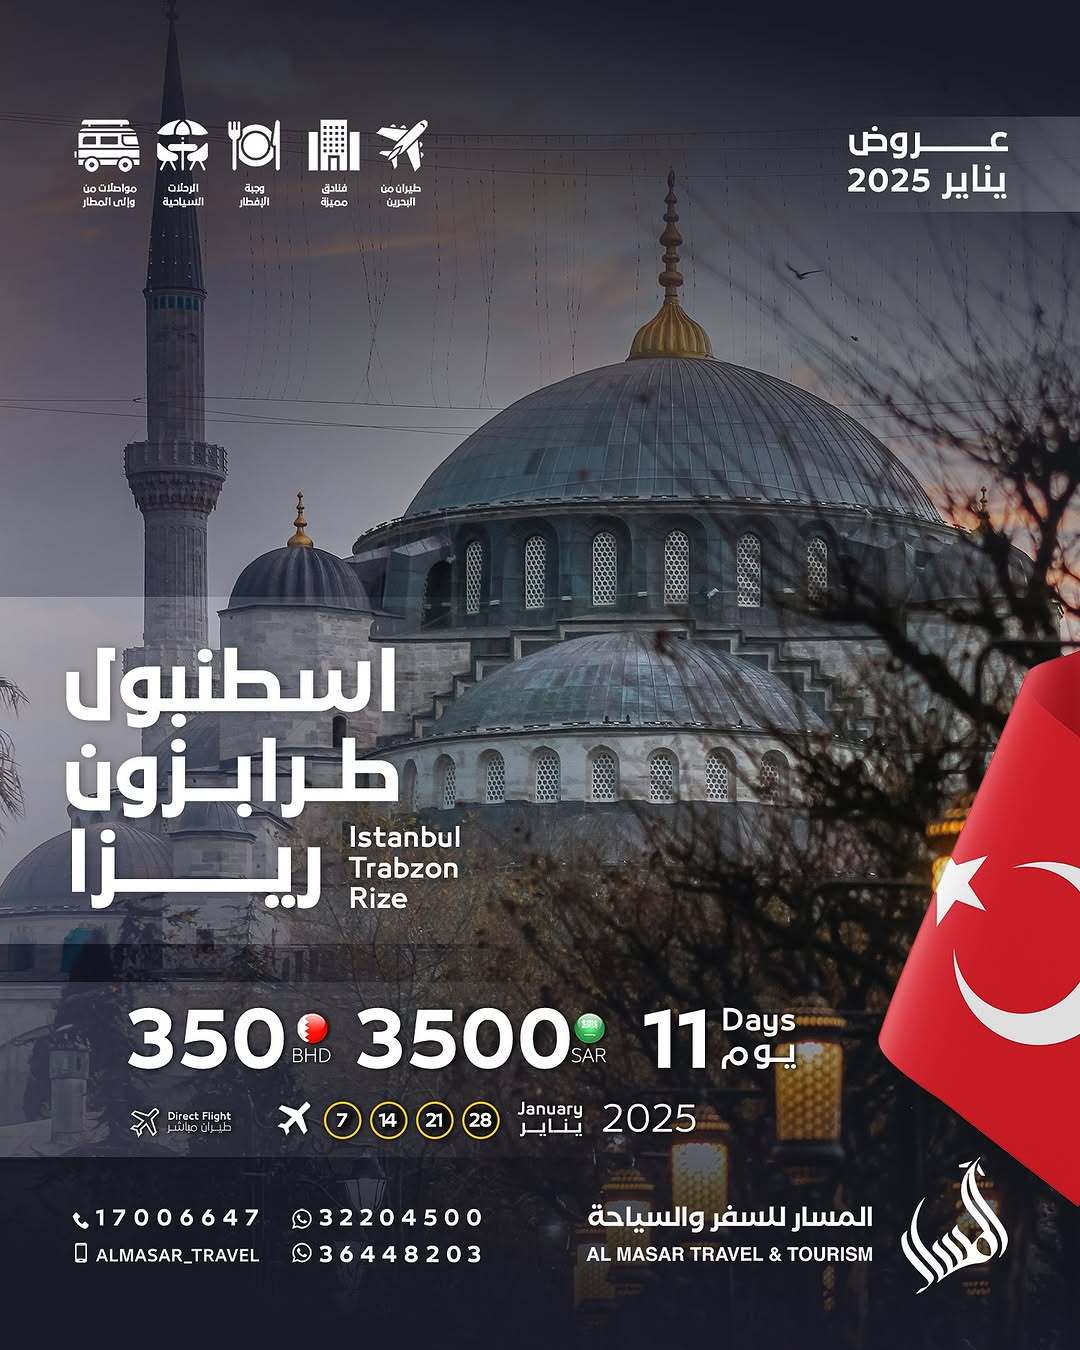 عـــروض
يناير 2025
طيران من
البحرين
فنادق
مميزة
وجبة
الإفطار
الرحلات
السياحية
مواصلات من
وإلى المطار
اسطنبول
طرابزون
ريزا
Istanbul
Trabzon
Rize
350 BHD 3500 SAR 11 Days يوم
Direct Flight
طيران مباشر
7 14 21 28 January يناير 2025
17006647 32204500
ALMASAR_TRAVEL 36448203
المسار للسفر والسياحة
AL MASAR TRAVEL & TOURISM
المسار